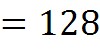 = 128